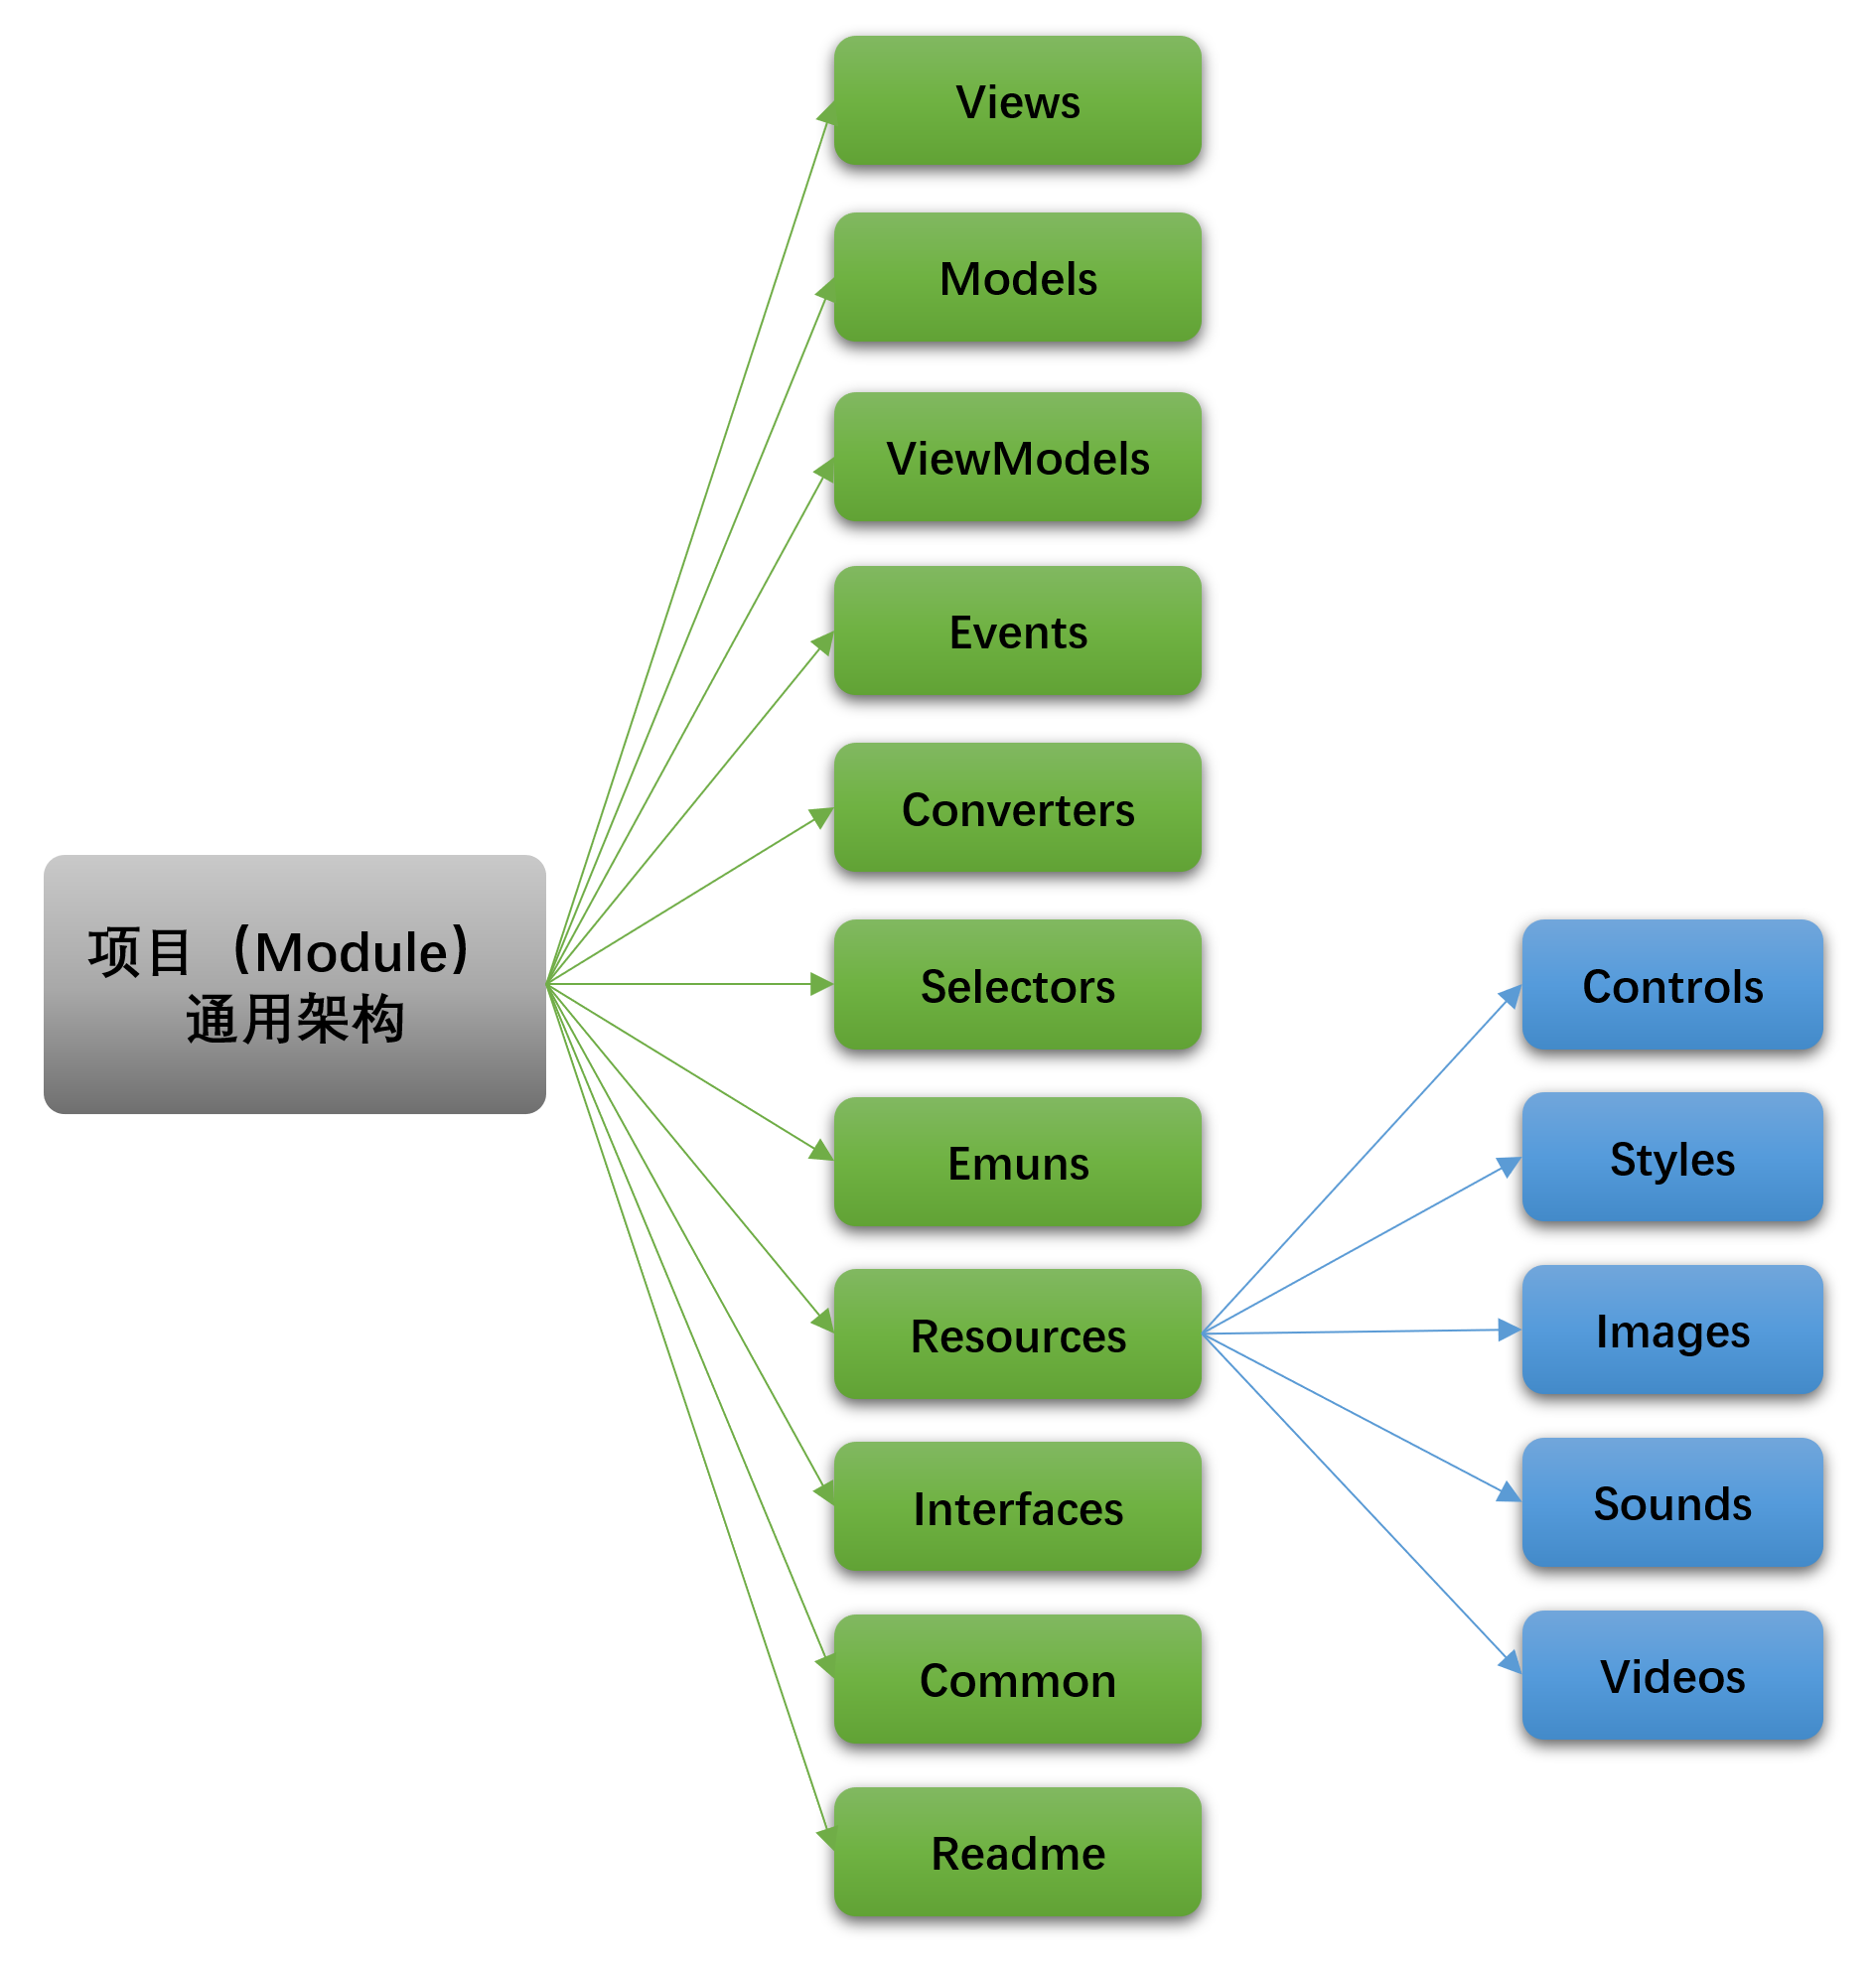 Views
Models
ViewModels
Events
Converters
项目（Module）
通用架构
Selectors
Emuns
Resources
Interfaces
Common
Readme
Controls
Styles
Images
Sounds
Videos